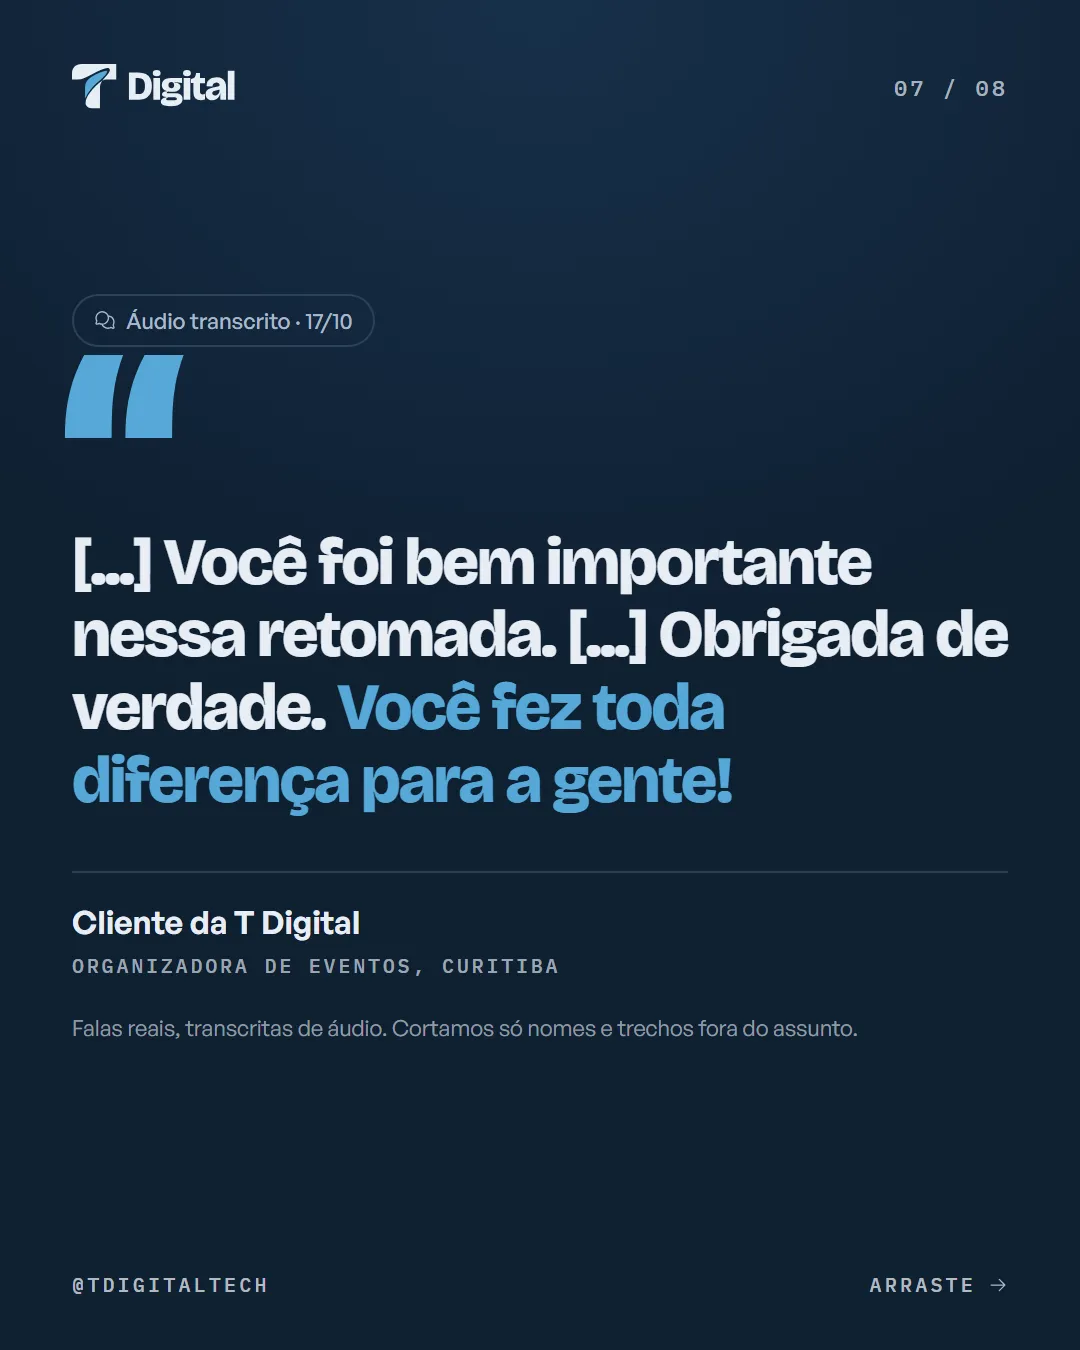 T Digital
07 / 08
Áudio transcrito · 17/10
“
[...] Você foi bem importante
nessa retomada. [...] Obrigada de
verdade. Você fez toda
diferença para a gente!
Cliente da T Digital
ORGANIZADORA DE EVENTOS, CURITIBA
Falas reais, transcritas de áudio. Cortamos só nomes e trechos fora do assunto.
@TDIGITALTECH
ARRASTE →